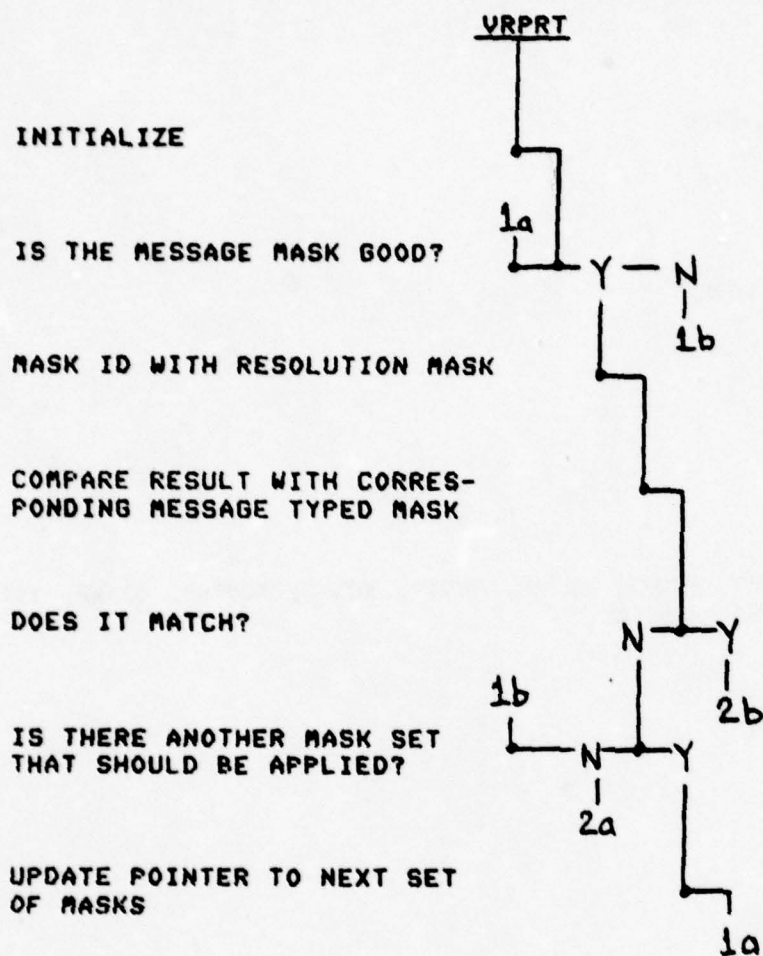 VRPRT
INITIALIZE
1a
IS THE MESSAGE MASK GOOD?
Y N
1b
MASK ID WITH RESOLUTION MASK
COMPARE RESULT WITH CORRES-
PONDING MESSAGE TYPED MASK
DOES IT MATCH?
N Y
1b
2b
IS THERE ANOTHER MASK SET
THAT SHOULD BE APPLIED?
N Y
2a
UPDATE POINTER TO NEXT SET
OF MASKS
1a